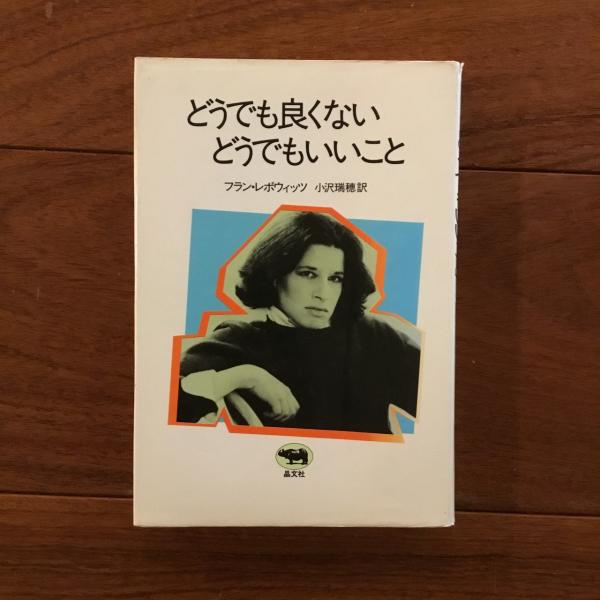 どうでも良くない
どうでもいいこと
フラン・レボウィッツ 小沢瑞穂訳
晶文社